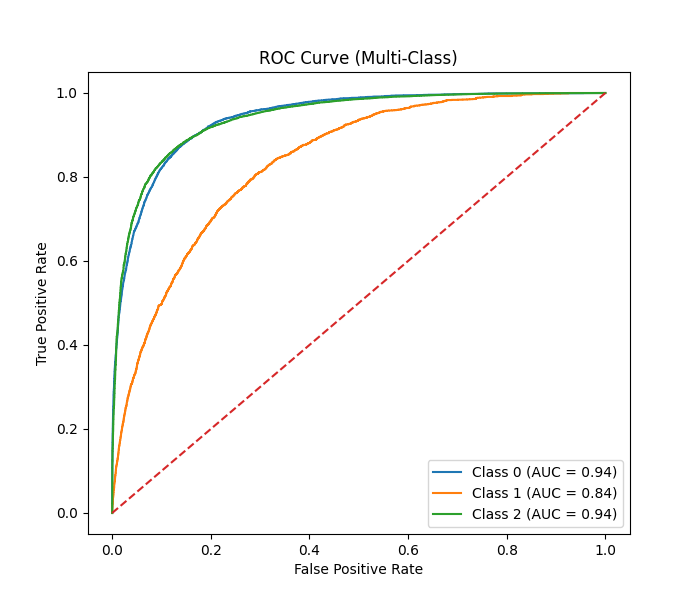 ROC Curve (Multi-Class)
1.0
0.8
0.6
0.4
0.2
0.0
True Positive Rate
0.0 0.2 0.4 0.6 0.8 1.0
False Positive Rate
Class 0 (AUC = 0.94)
Class 1 (AUC = 0.84)
Class 2 (AUC = 0.94)